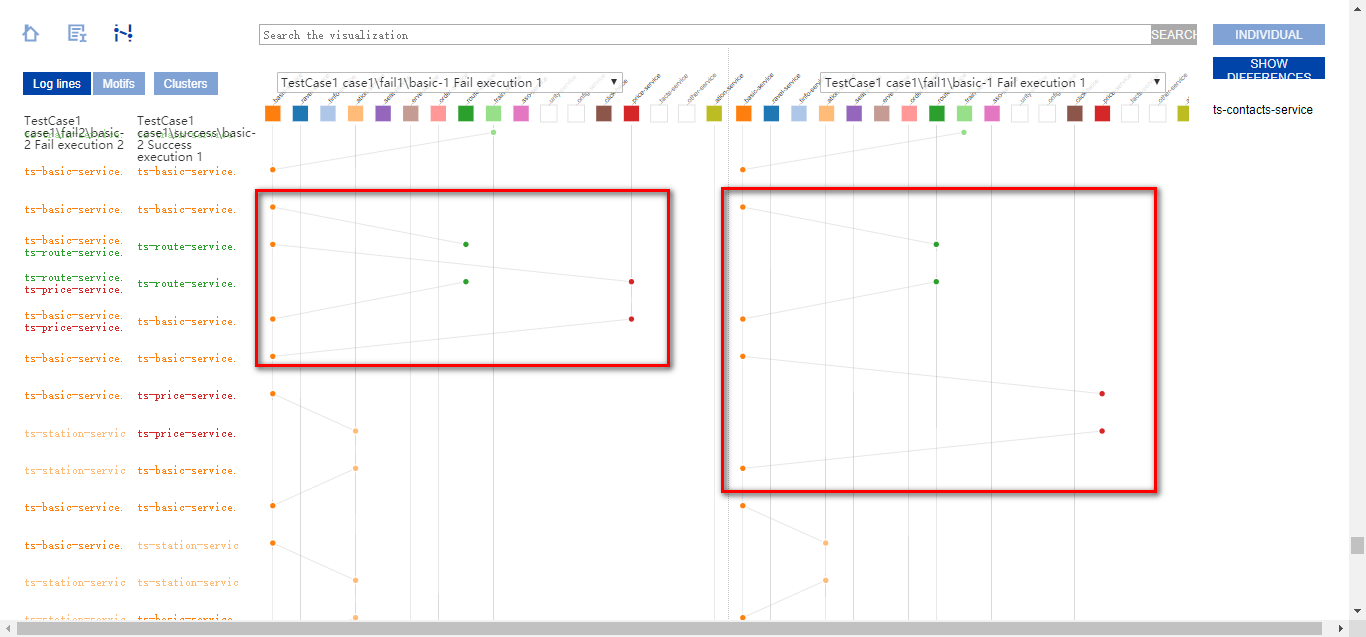 Search the visualization
SEARCH
INDIVIDUAL
Log lines
Motifs
Clusters
TestCase1 case1\fail1\basic-1 Fail execution 1
TestCase1 case1\fail1\basic-1 Fail execution 1
SHOW
DIFFERENCES
price-service
ts-contacts-service
TestCase1
case1\fail2\basic-
2 Fail execution 2
TestCase1
case1\success\basic-
2 Success
execution 1
ts-basic-service. ts-basic-service.
ts-basic-service. ts-basic-service.
ts-basic-service.
ts-route-service. ts-route-service.
ts-route-service. ts-route-service.
ts-price-service.
ts-basic-service. ts-basic-service.
ts-price-service.
ts-basic-service. ts-basic-service.
ts-basic-service. ts-price-service.
ts-station-servic ts-price-service.
ts-station-servic ts-basic-service.
ts-basic-service. ts-basic-service.
ts-basic-service. ts-station-servic
ts-station-servic ts-station-servic
ts-station-servic ts-basic-service.